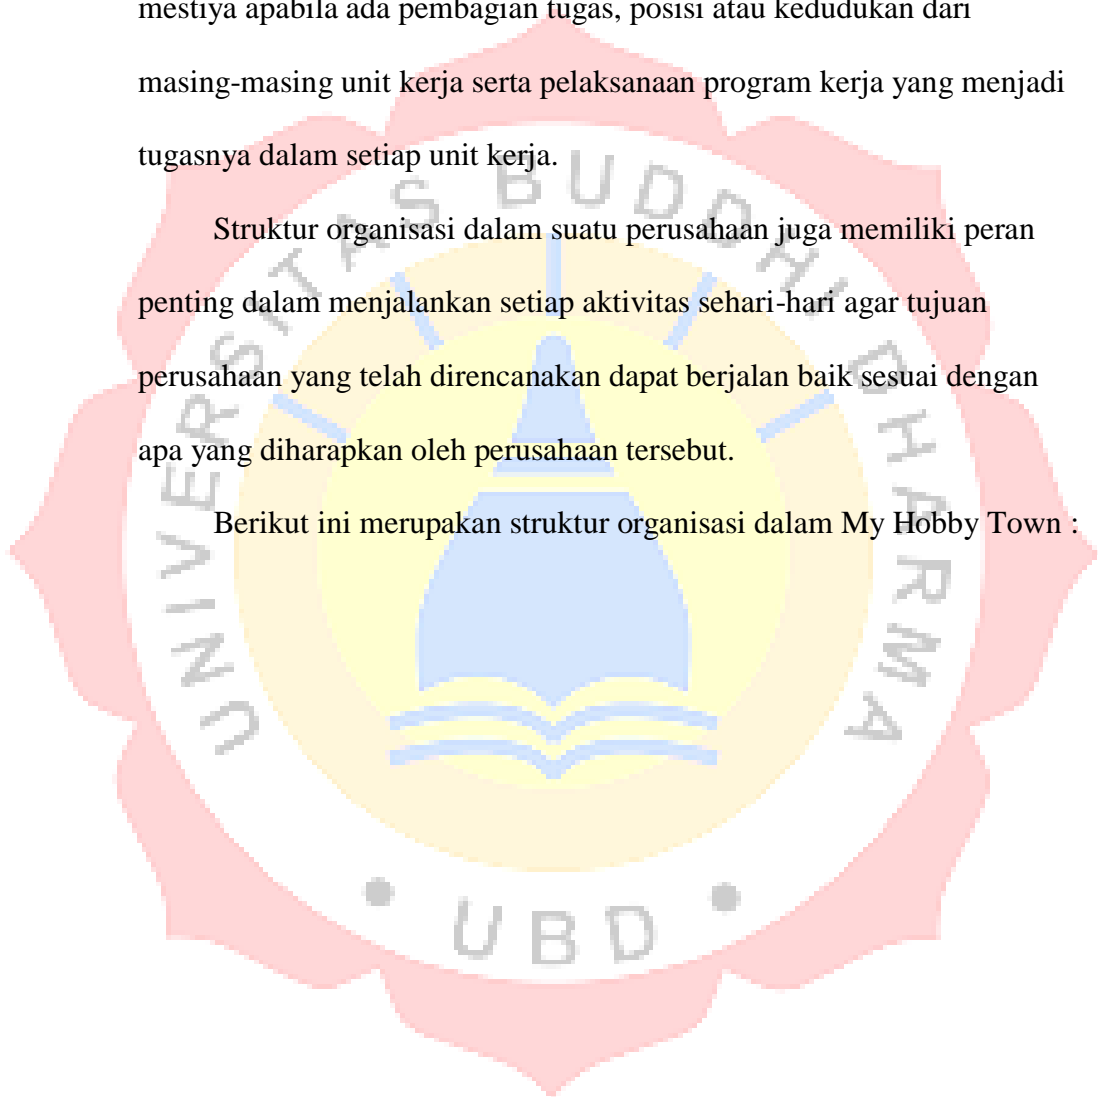 mestiya apabila ada pembagian tugas, posisi atau kedudukan dari
masing-masing unit kerja serta pelaksanaan program kerja yang menjadi
tugasnya dalam setiap unit kerja.
Struktur organisasi dalam suatu perusahaan juga memiliki peran
penting dalam menjalankan setiap aktivitas sehari-hari agar tujuan
perusahaan yang telah direncanakan dapat berjalan baik sesuai dengan
apa yang diharapkan oleh perusahaan tersebut.
Berikut ini merupakan struktur organisasi dalam My Hobby Town :
UNIVERSITAS BUDDHI DHARMA
• UBD •